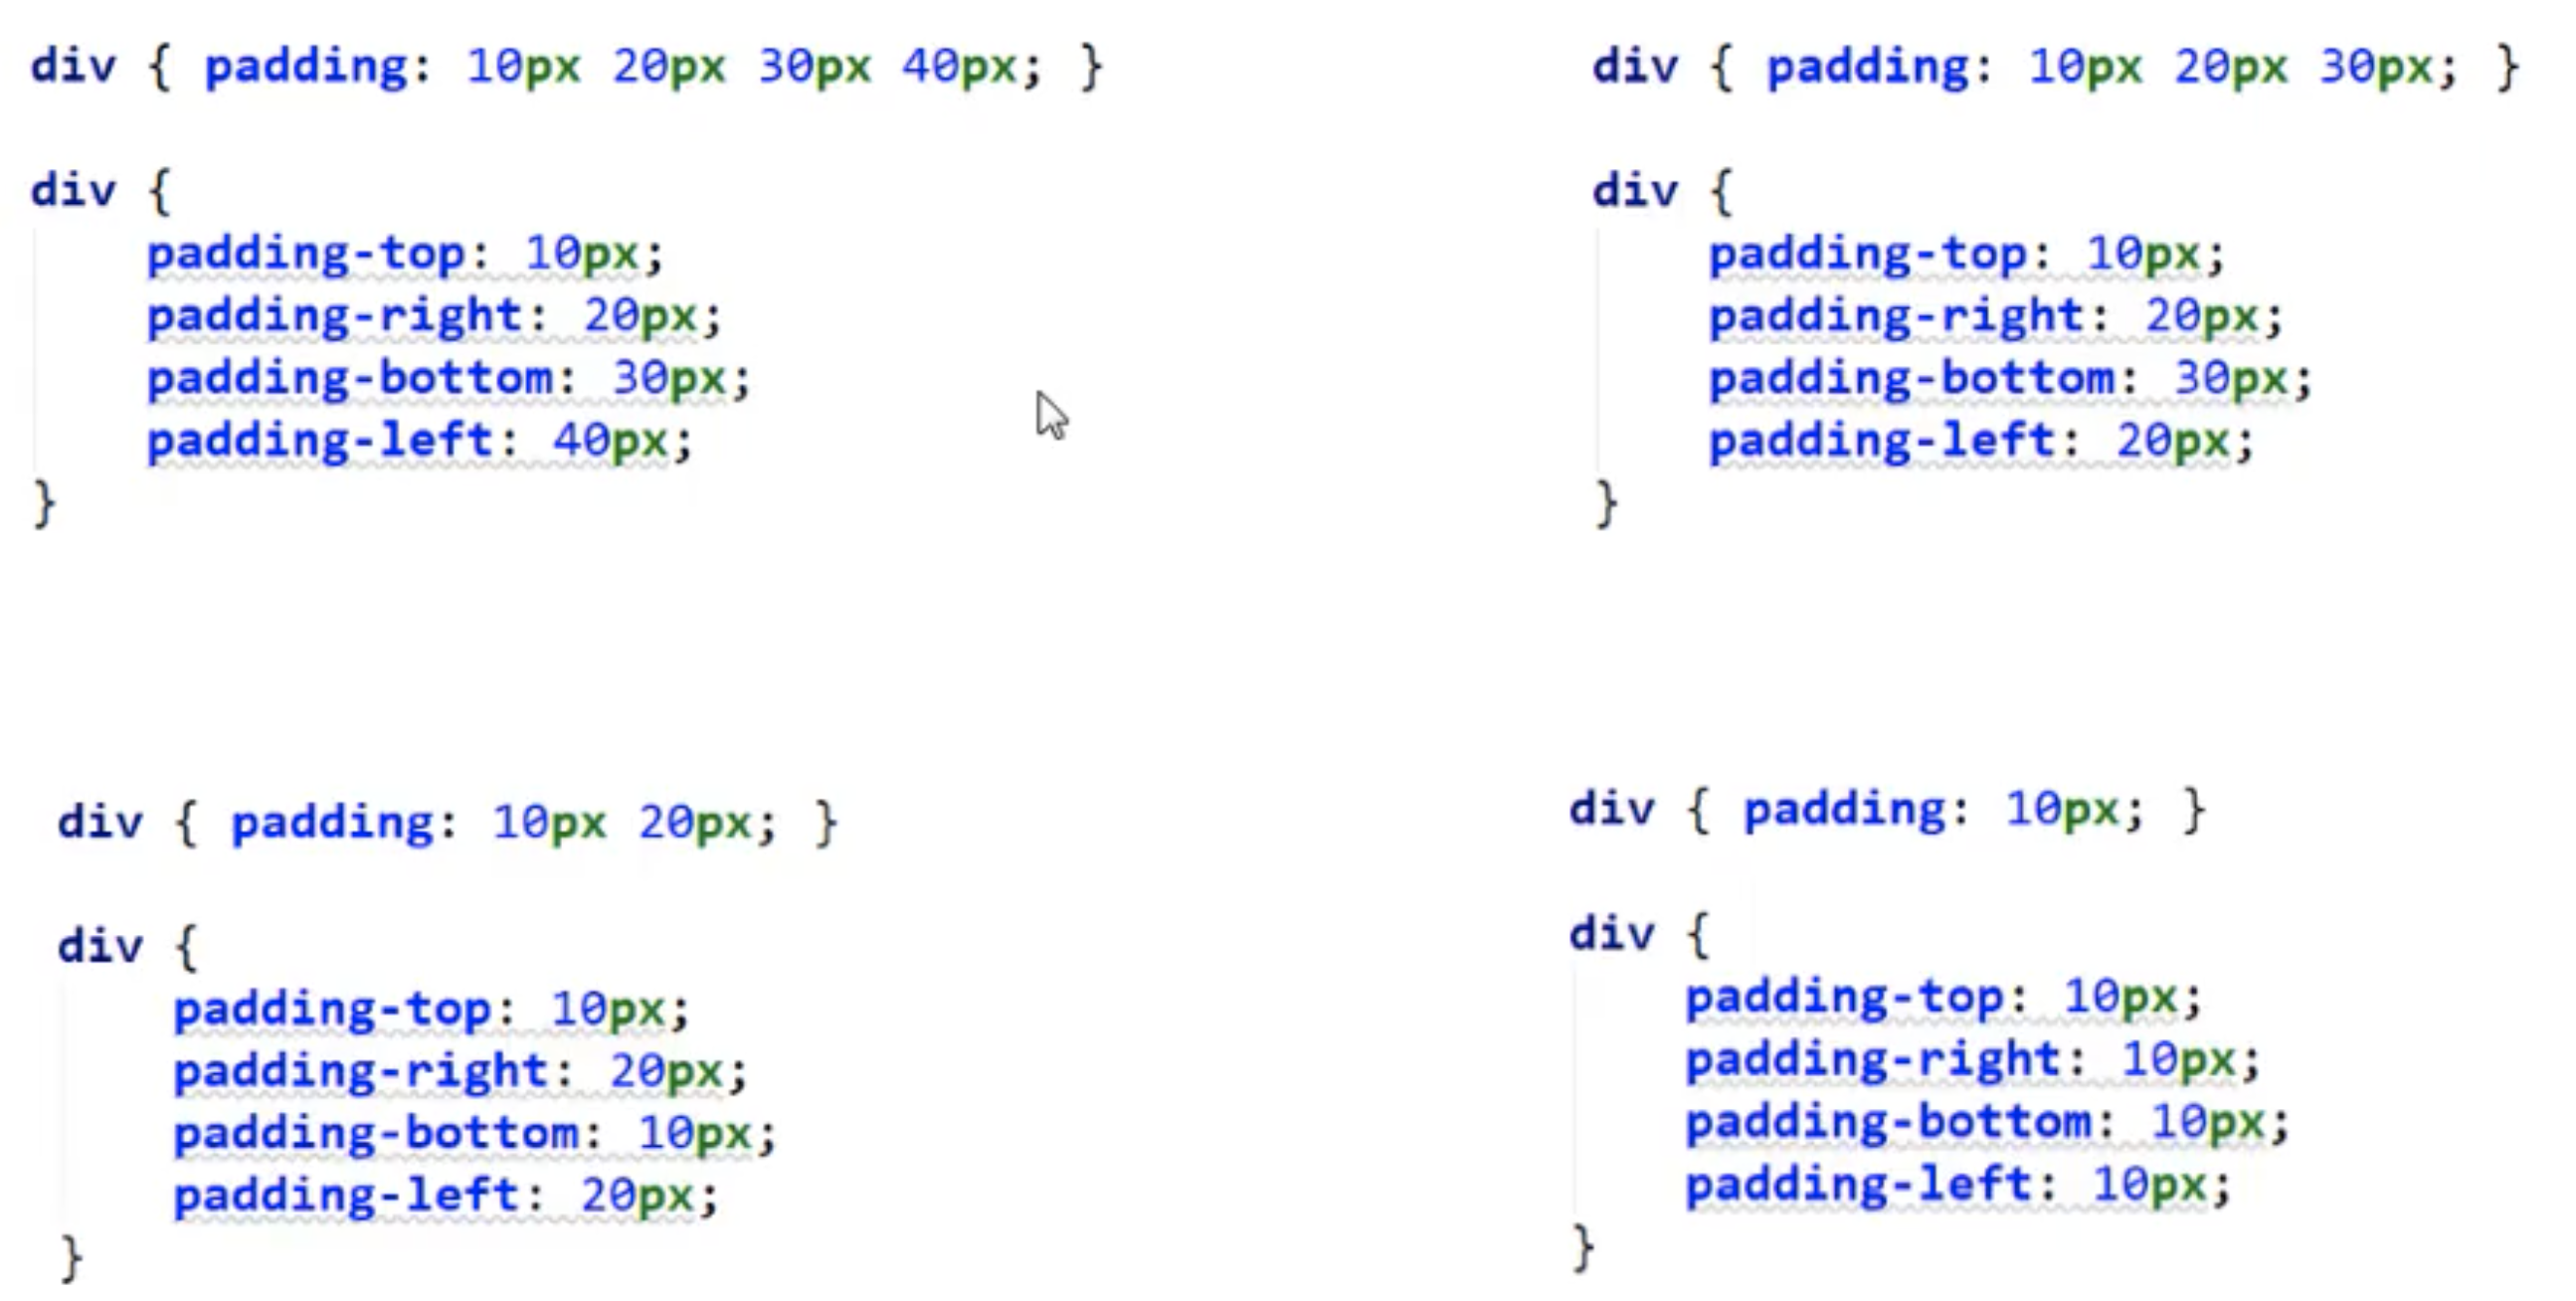 div { padding: 10px 20px 30px 40px; }
div {
padding-top: 10px;
padding-right: 20px;
padding-bottom: 30px;
padding-left: 40px;
}
div { padding: 10px 20px 30px; }
div {
padding-top: 10px;
padding-right: 20px;
padding-bottom: 30px;
padding-left: 20px;
}
div { padding: 10px 20px; }
div {
padding-top: 10px;
padding-right: 20px;
padding-bottom: 10px;
padding-left: 20px;
}
div { padding: 10px; }
div {
padding-top: 10px;
padding-right: 10px;
padding-bottom: 10px;
padding-left: 10px;
}